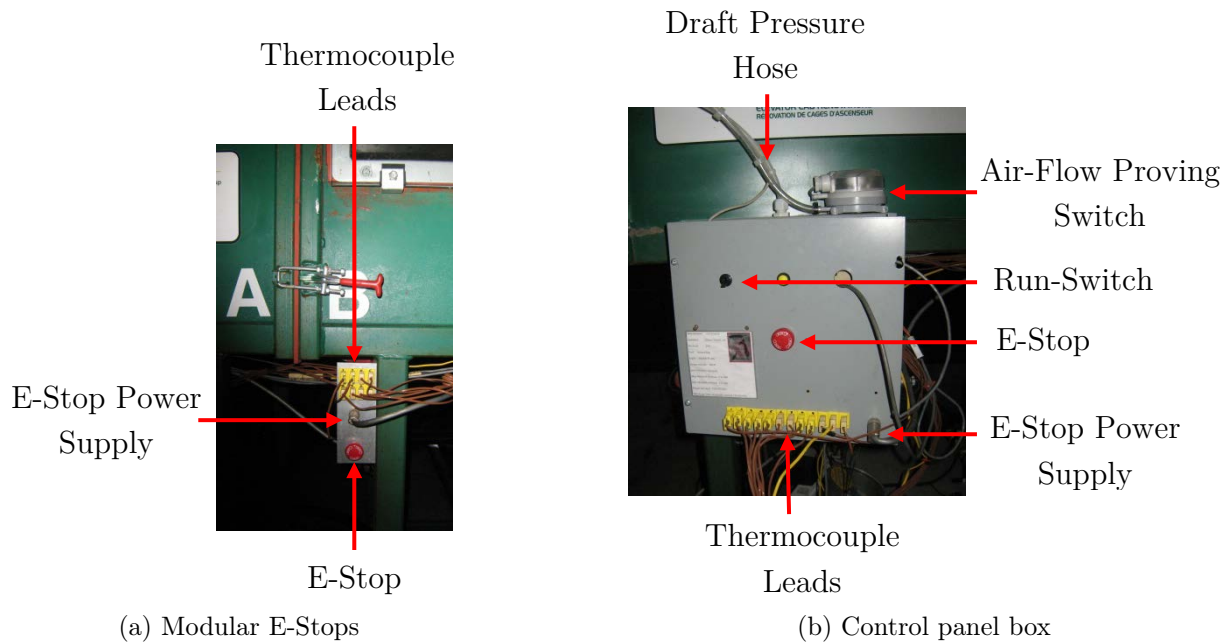 Thermocouple
Leads
A B
E-Stop Power
Supply
E-Stop
(a) Modular E-Stops
Draft Pressure
Hose
RÉNOVATION DE CAGES D'ASCENSEUR
Air-Flow Proving
Switch
Run-Switch
E-Stop
E-Stop Power
Supply
Thermocouple
Leads
(b) Control panel box